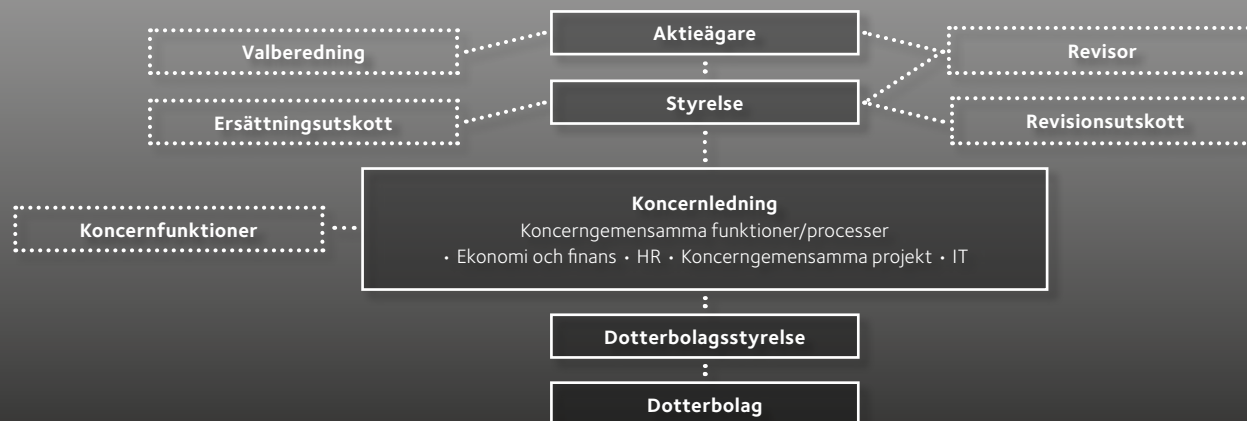 Aktieägare
Valberedning
Revisor
Styrelse
Ersättningsutskott
Revisionsutskott
Koncernledning
Koncerngemensamma funktioner/processer
• Ekonomi och finans • HR • Koncerngemensamma projekt • IT
Koncernfunktioner
Dotterbolagsstyrelse
Dotterbolag